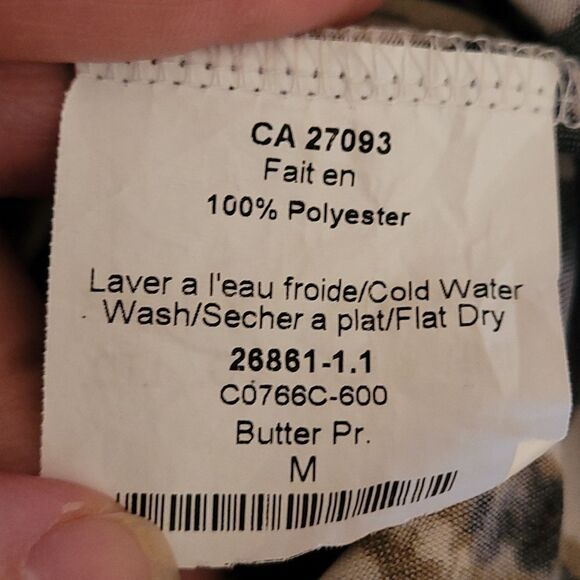 CA 27093
Fait en
100% Polyester
Laver a l'eau froide/Cold Water
Wash/Secher a plat/Flat Dry
26861-1.1
C0766C-600
Butter Pr.
M